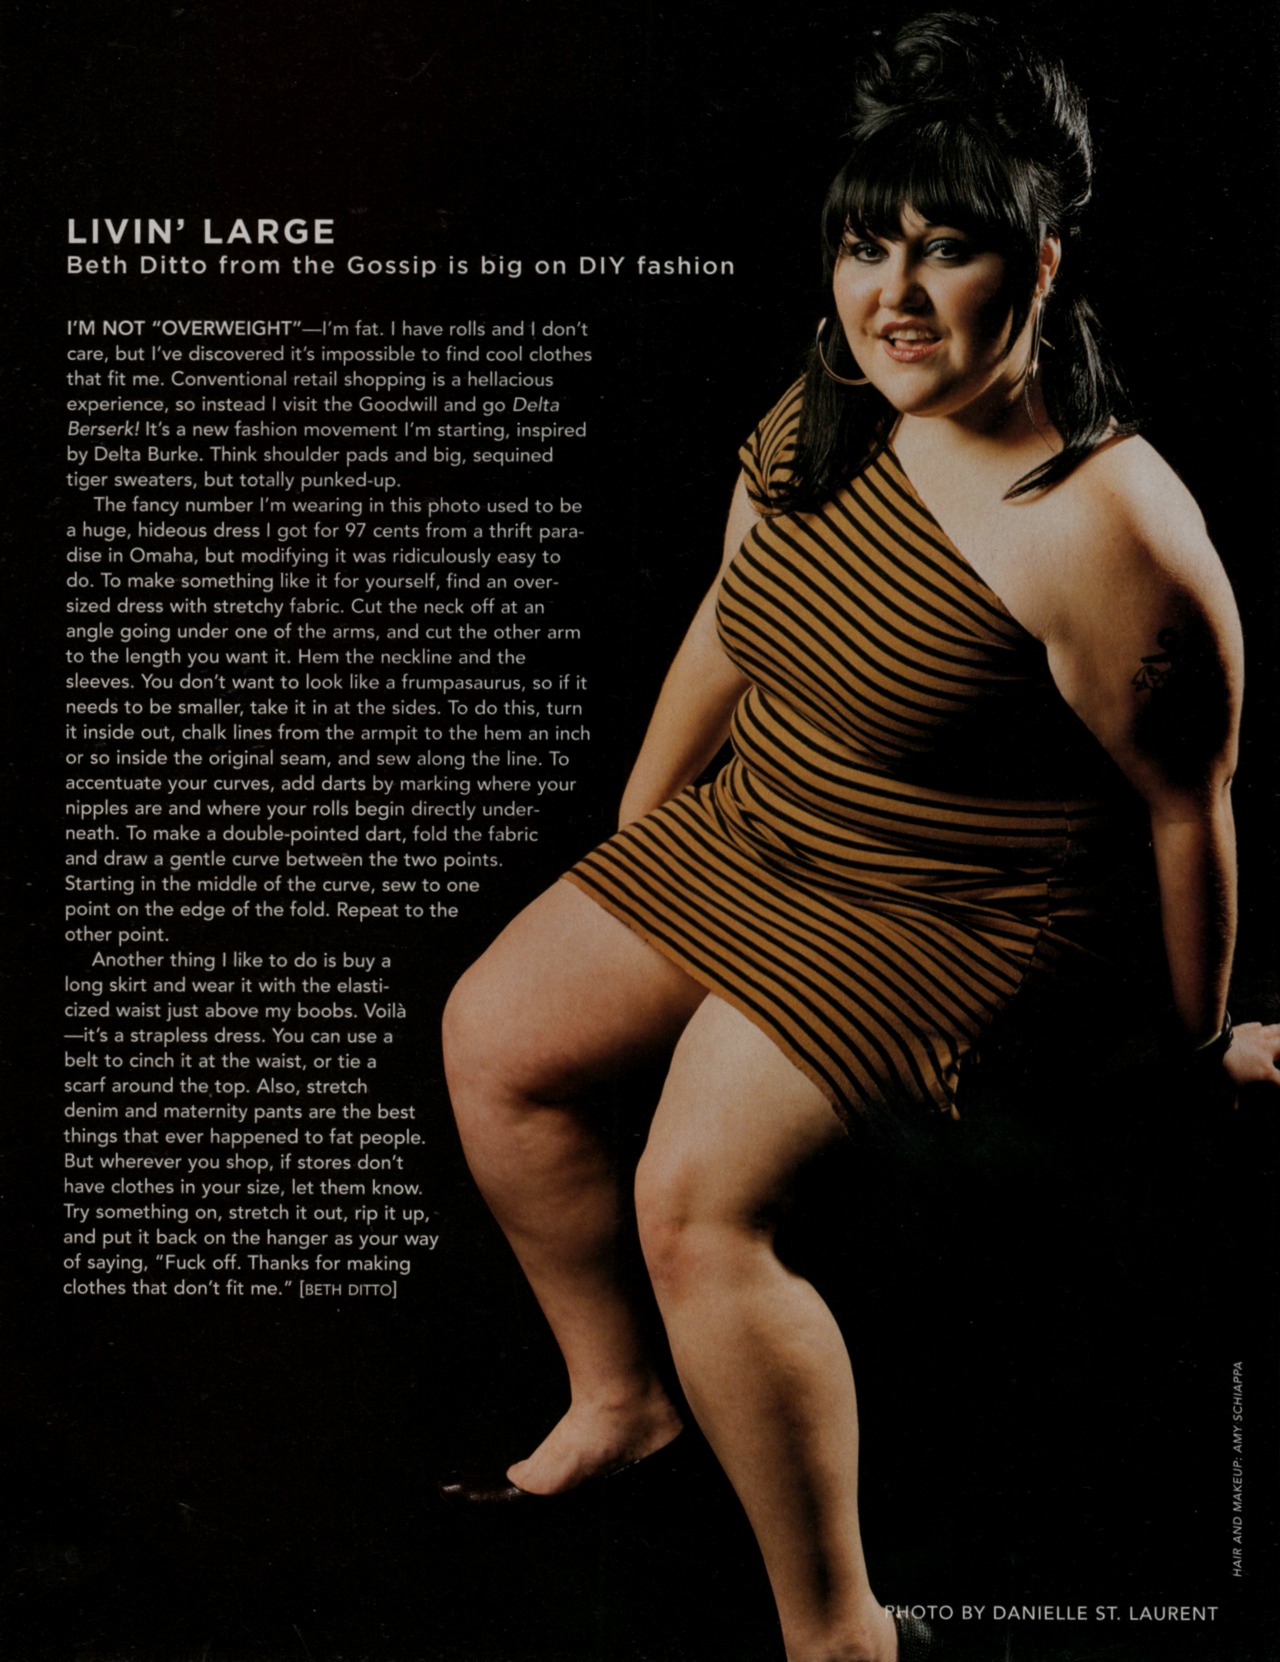 LIVIN' LARGE
Beth Ditto from the Gossip is big on DIY fashion
I'M NOT “OVERWEIGHT”—I'm fat. I have rolls and I don't
care, but I've discovered it's impossible to find cool clothes
that fit me. Conventional retail shopping is a hellacious
experience, so instead I visit the Goodwill and go Delta
Berserk! It's a new fashion movement I'm starting, inspired
by Delta Burke. Think shoulder pads and big, sequined
tiger sweaters, but totally punked-up.
The fancy number I'm wearing in this photo used to be
a huge, hideous dress I got for 97 cents from a thrift para-
dise in Omaha, but modifying it was ridiculously easy to
do. To make something like it for yourself, find an over-
sized dress with stretchy fabric. Cut the neck off at an
angle going under one of the arms, and cut the other arm
to the length you want it. Hem the neckline and the
sleeves. You don't want to look like a frumpasaurus, so if it
needs to be smaller, take it in at the sides. To do this, turn
it inside out, chalk lines from the armpit to the hem an inch
or so inside the original seam, and sew along the line. To
accentuate your curves, add darts by marking where your
nipples are and where your rolls begin directly under-
neath. To make a double-pointed dart, fold the fabric
and draw a gentle curve between the two points.
Starting in the middle of the curve, sew to one
point on the edge of the fold. Repeat to the
other point.
Another thing I like to do is buy a
long skirt and wear it with the elasti-
cized waist just above my boobs. Voilà
—it's a strapless dress. You can use a
belt to cinch it at the waist, or tie a
scarf around the top. Also, stretch
denim and maternity pants are the best
things that ever happened to fat people.
But wherever you shop, if stores don't
have clothes in your size, let them know.
Try something on, stretch it out, rip it up,
and put it back on the hanger as your way
of saying, “Fuck off. Thanks for making
clothes that don't fit me.” [BETH DITTO]
HAIR AND MAKEUP: AMY SCHIAPPA
PHOTO BY DANIELLE ST. LAURENT